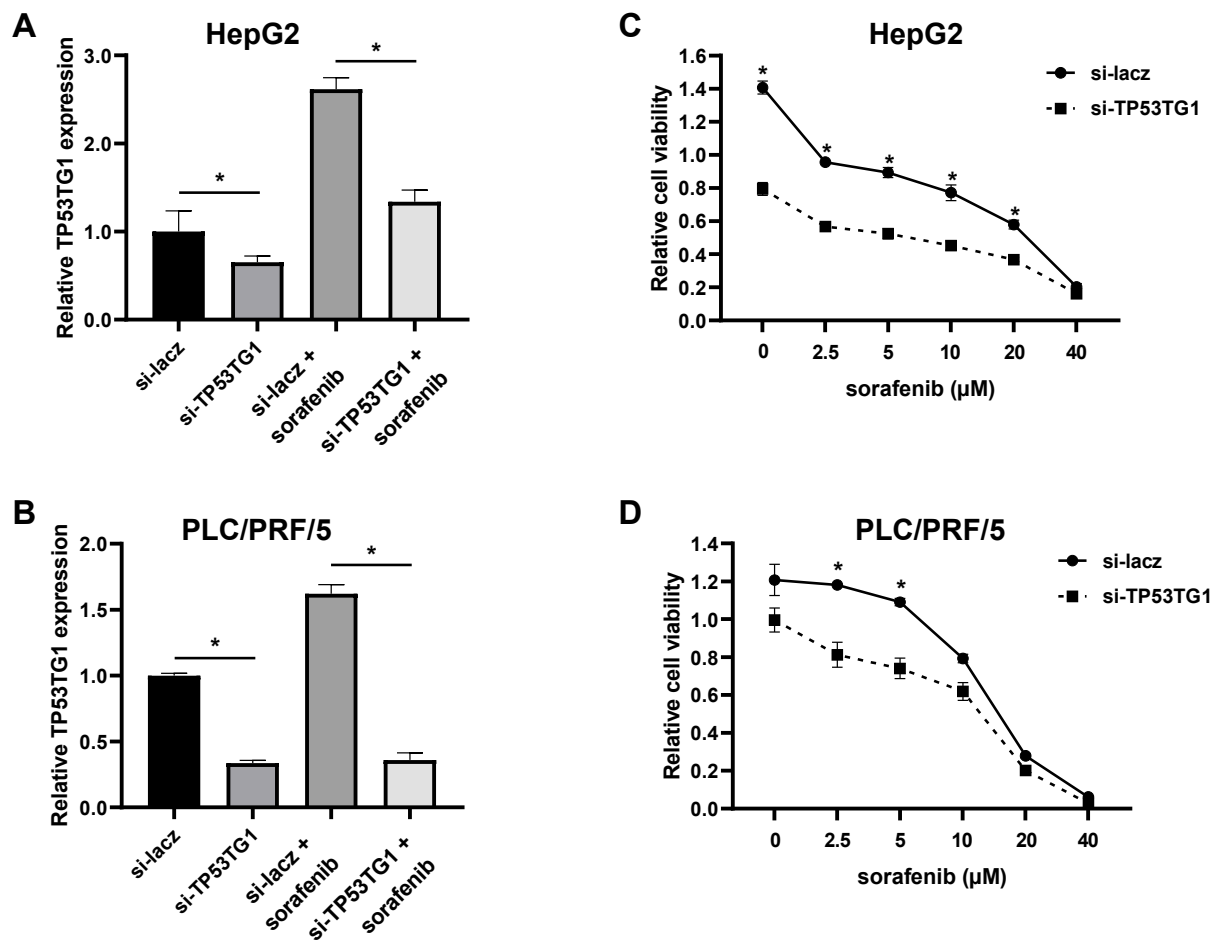 A
HepG2
Relative TP53TG1 expression
3.0
2.0
1.0
0.0
*
*
si-lacz
si-TP53TG1
si-lacz +
sorafenib
si-TP53TG1 +
sorafenib
C
HepG2
Relative cell viability
1.6
1.4
1.2
1.0
0.8
0.6
0.4
0.2
0.0
*
*
*
*
*
0
2.5
5
10
20
40
sorafenib (µM)
si-lacz
si-TP53TG1
B
PLC/PRF/5
Relative TP53TG1 expression
2.0
1.5
1.0
0.5
0.0
*
*
si-lacz
si-TP53TG1
si-lacz +
sorafenib
si-TP53TG1 +
sorafenib
D
PLC/PRF/5
Relative cell viability
1.4
1.2
1.0
0.8
0.6
0.4
0.2
0.0
*
*
0
2.5
5
10
20
40
sorafenib (µM)
si-lacz
si-TP53TG1